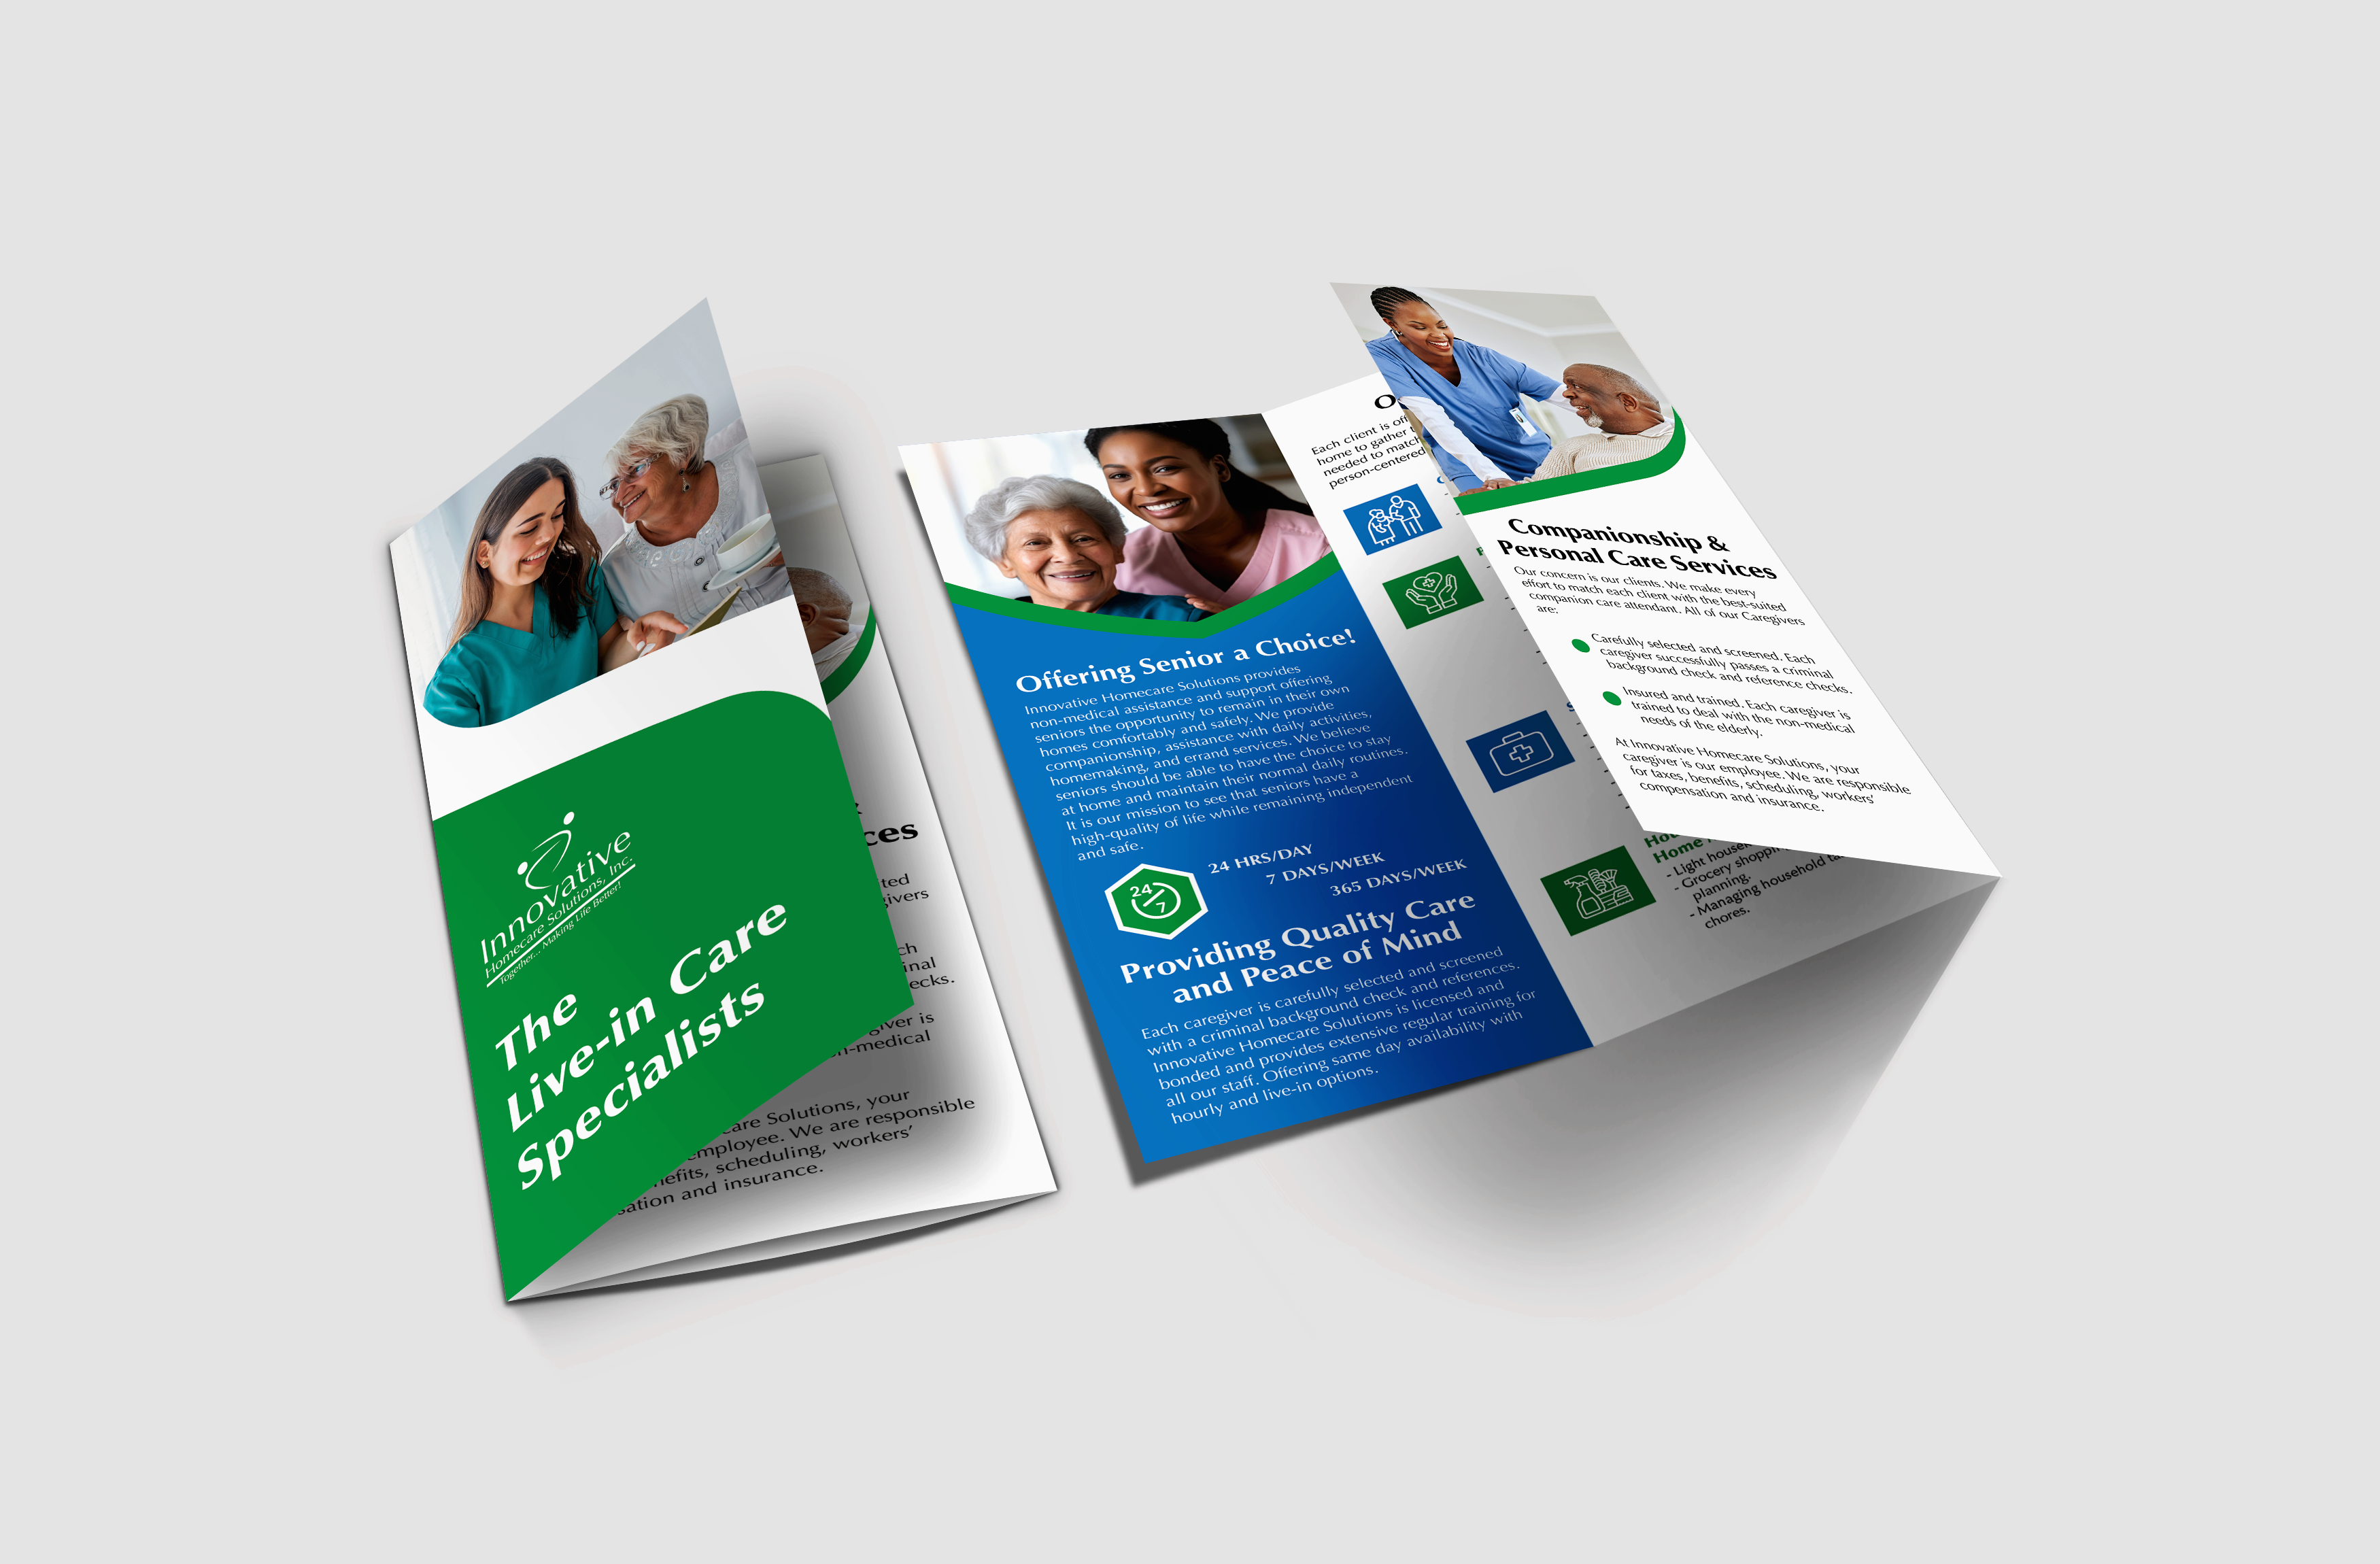 Innovative
Homecare Solutions, Inc.
Together... Making Life Better!
The
Live-in Care
Specialists
&
ted
ch
ecks.
is
-medical
Solutions, your
We are responsible
scheduling, workers'
and insurance.
Offering Senior a Choice!
Innovative Homecare Solutions provides
non-medical assistance and support offering
seniors the opportunity to remain in their own
homes comfortably and safely. We provide
companionship, assistance with daily activities,
homemaking, and errand services. We believe
seniors should be able to have the choice to stay
at home and maintain their normal daily routines.
It is our mission to see that seniors have a
high-quality of life while remaining independent
and safe.
24
7
24 HRS/DAY
7 DAYS/WEEK
365 DAYS/WEEK
Providing Quality Care
and Peace of Mind
Each caregiver is carefully selected and screened
with a criminal background check and references.
Innovative Homecare Solutions is licensed and
bonded and provides extensive regular training for
all our staff. Offering same day availability with
hourly and live-in options.
Each client is
home to gather
needed to match
person-centered
Home
- Light
- Grocery
planning.
- Managing household
chores.
Companionship &
Personal Care Services
Our concern is our clients. We make every
effort to match each client with the best-suited
companion care attendant. All of our Caregivers
are:
Carefully selected and screened. Each
caregiver successfully passes a criminal
background check and reference checks.
Insured and trained. Each caregiver is
trained to deal with the non-medical
needs of the elderly.
At Innovative Homecare Solutions, your
caregiver is our employee. We are responsible
for taxes, benefits, scheduling, workers'
compensation and insurance.